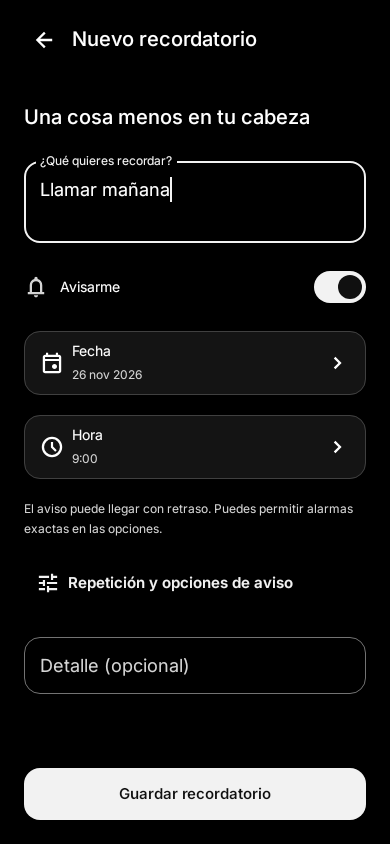 Nuevo recordatorio
Una cosa menos en tu cabeza
¿Qué quieres recordar?
Llamar mañana
Avisarme
Fecha
26 nov 2026
Hora
9:00
El aviso puede llegar con retraso. Puedes permitir alarmas
exactas en las opciones.
Repetición y opciones de aviso
Detalle (opcional)
Guardar recordatorio